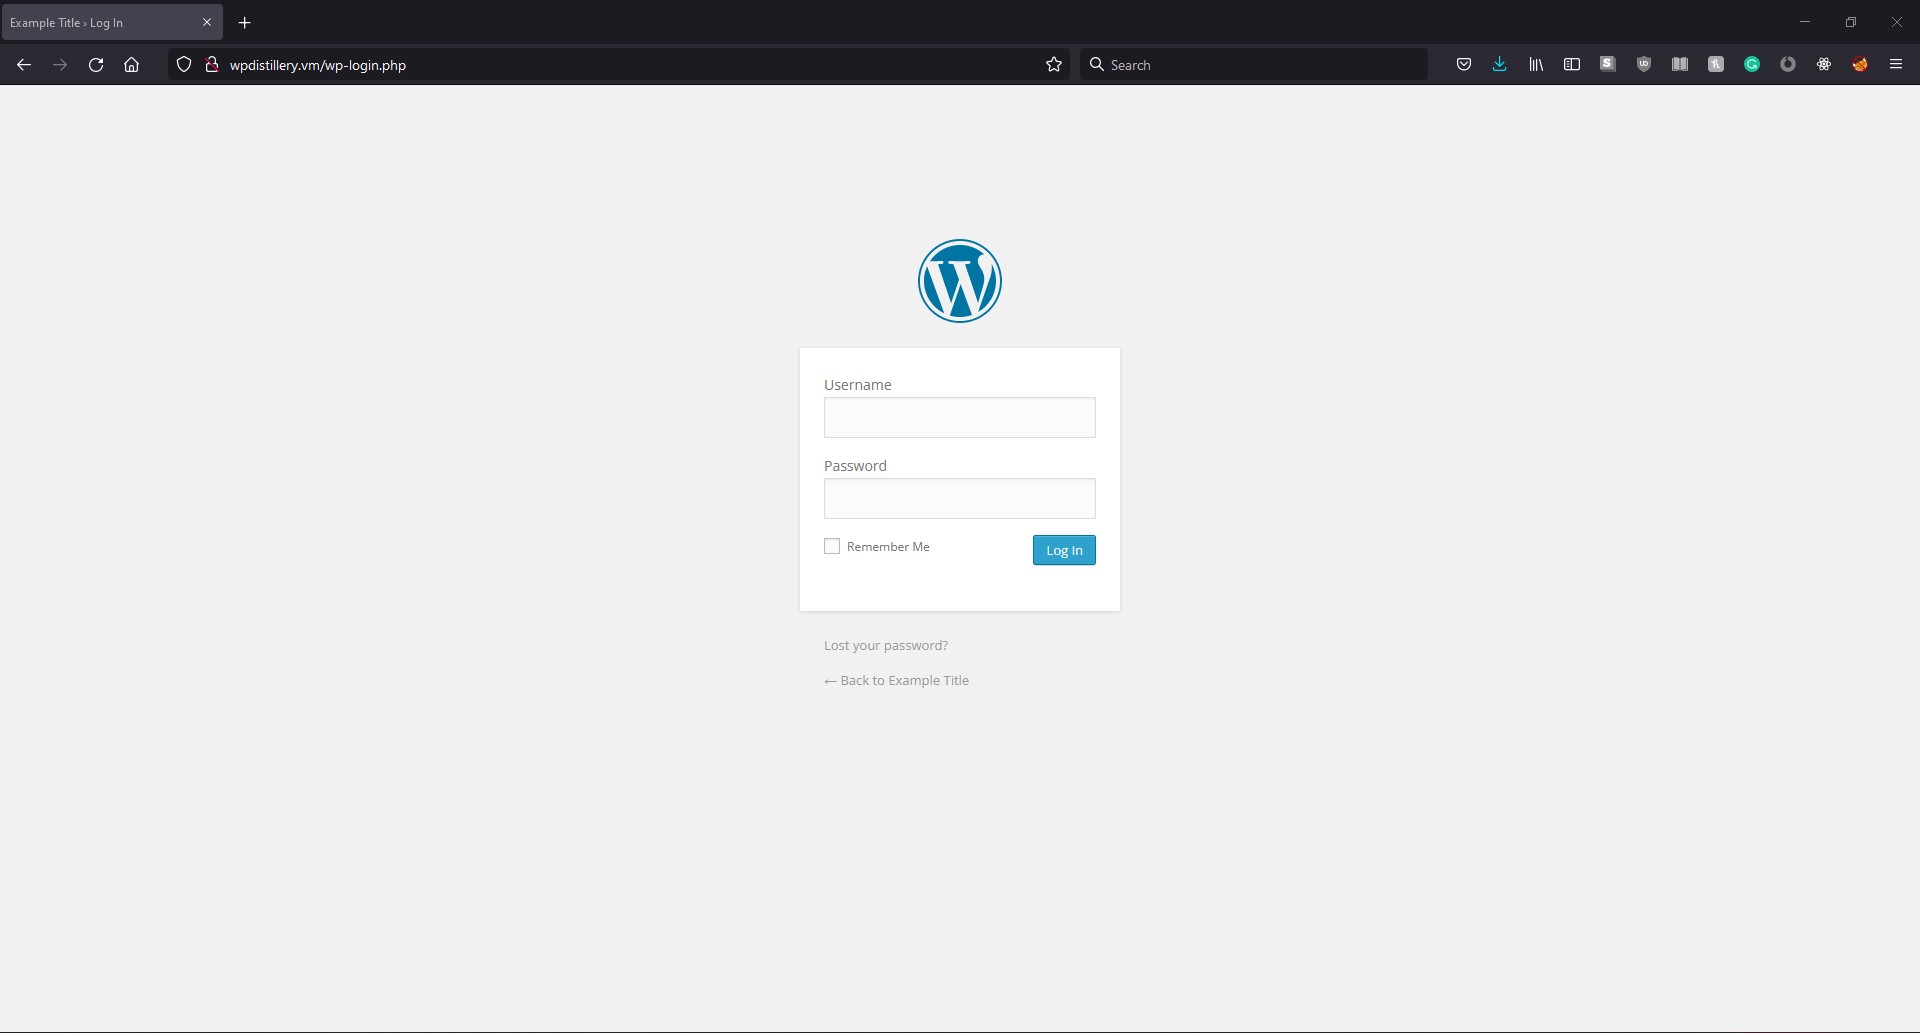 Example Title › Log In
wpdistillery.vm/wp-login.php
Search
Username
Password
Remember Me
Log In
Lost your password?
← Back to Example Title